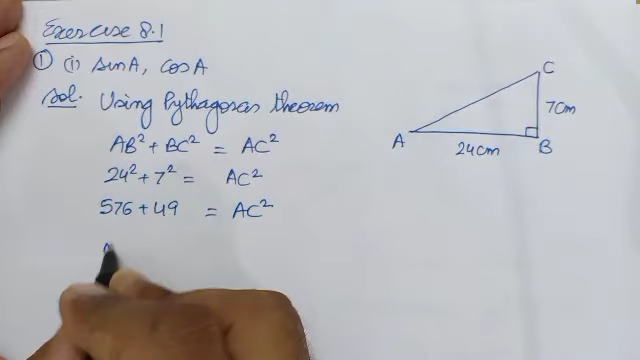 Exercise 8.1
① (i) sinA, cosA
Sol. Using Pythagoras theorem
AB² + BC² = AC²
24² + 7² = AC²
576 + 49 = AC²
C
7cm
A
24cm
B